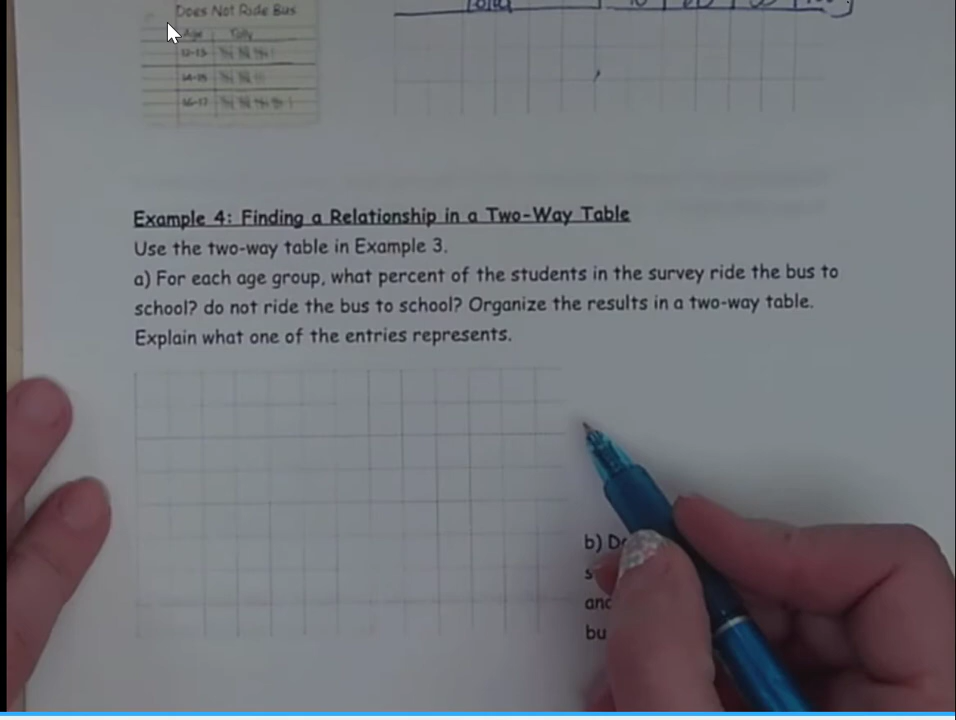 Does Not Ride Bus
Age Tally
12-13
14-15
16-17
Total
Example 4: Finding a Relationship in a Two-Way Table
Use the two-way table in Example 3.
a) For each age group, what percent of the students in the survey ride the bus to
school? do not ride the bus to school? Organize the results in a two-way table.
Explain what one of the entries represents.
b)